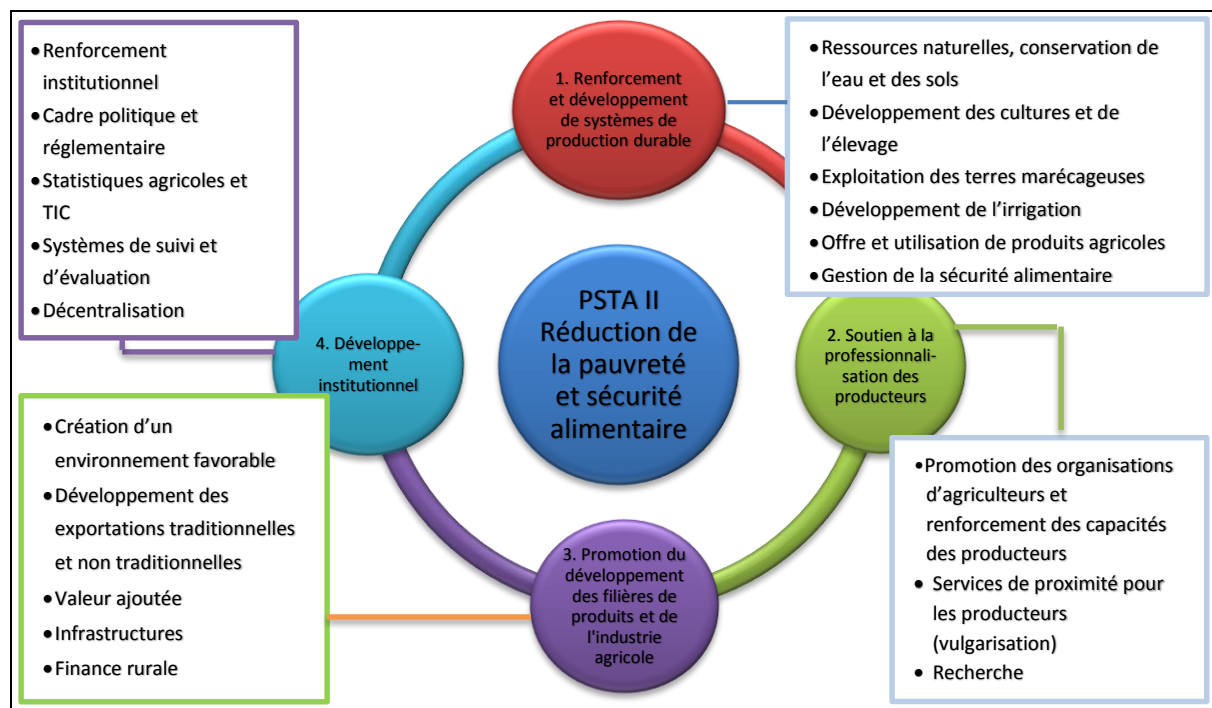 • Renforcement
institutionnel
• Cadre politique et
réglementaire
• Statistiques agricoles et
TIC
• Systèmes de suivi et
d'évaluation
• Décentralisation
1. Renforcement
et développement
de systèmes de
production durable
• Ressources naturelles, conservation de
l'eau et des sols
• Développement des cultures et de
l'élevage
• Exploitation des terres marécageuses
• Développement de l'irrigation
• Offre et utilisation de produits agricoles
• Gestion de la sécurité alimentaire
4. Développe-
ment
institutionnel
PSTA II
Réduction de
la pauvreté
et sécurité
alimentaire
2. Soutien à la
professionnali-
sation des
producteurs
• Création d'un
environnement favorable
• Développement des
exportations traditionnelles
et non traditionnelles
• Valeur ajoutée
• Infrastructures
• Finance rurale
3. Promotion du
développement
des filières de
produits et de
l'industrie
agricole
•Promotion des organisations
d'agriculteurs et
renforcement des capacités
des producteurs
• Services de proximité pour
les producteurs
(vulgarisation)
• Recherche